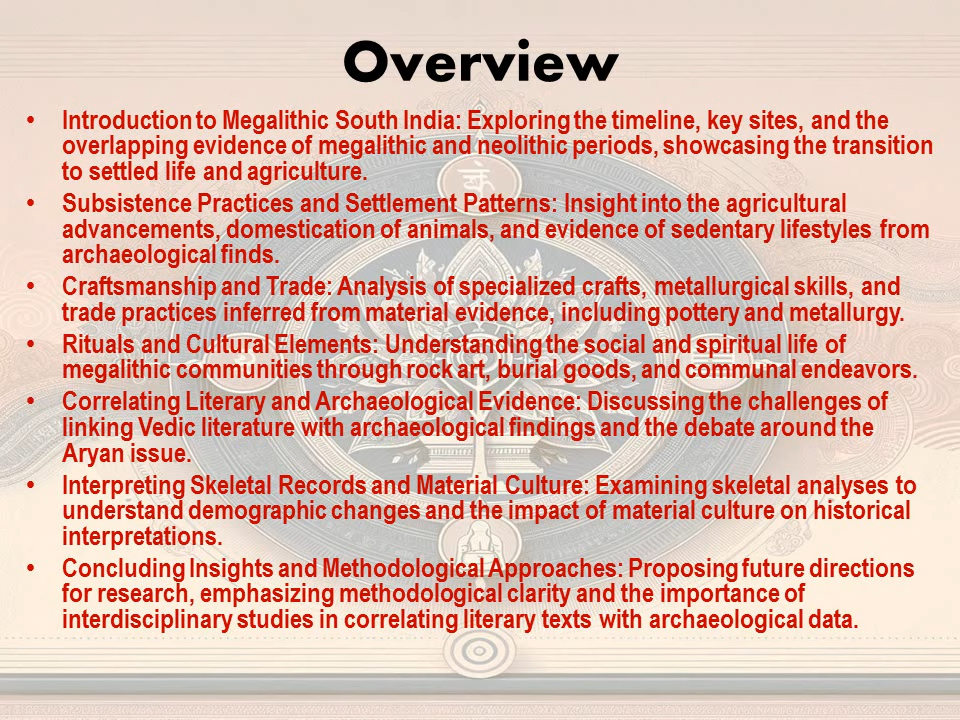 Overview
• Introduction to Megalithic South India: Exploring the timeline, key sites, and the
overlapping evidence of megalithic and neolithic periods, showcasing the transition
to settled life and agriculture.
• Subsistence Practices and Settlement Patterns: Insight into the agricultural
advancements, domestication of animals, and evidence of sedentary lifestyles from
archaeological finds.
• Craftsmanship and Trade: Analysis of specialized crafts, metallurgical skills, and
trade practices inferred from material evidence, including pottery and metallurgy.
• Rituals and Cultural Elements: Understanding the social and spiritual life of
megalithic communities through rock art, burial goods, and communal endeavors.
• Correlating Literary and Archaeological Evidence: Discussing the challenges of
linking Vedic literature with archaeological findings and the debate around the
Aryan issue.
• Interpreting Skeletal Records and Material Culture: Examining skeletal analyses to
understand demographic changes and the impact of material culture on historical
interpretations.
• Concluding Insights and Methodological Approaches: Proposing future directions
for research, emphasizing methodological clarity and the importance of
interdisciplinary studies in correlating literary texts with archaeological data.